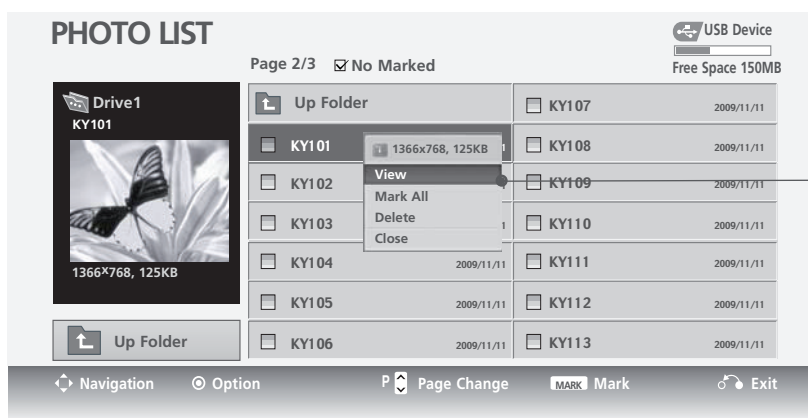 PHOTO LIST
USB Device
Page 2/3 No Marked
Free Space 150MB
Drive1
KY101
1366x768, 125KB
Up Folder
Up Folder
KY101 1
1366x768, 125KB
View
Mark All
Delete
Close
KY102
KY103 1
KY104 2009/11/11
KY105 2009/11/11
KY106 2009/11/11
KY107 2009/11/11
KY108 2009/11/11
KY109 2009/11/11
KY110 2009/11/11
KY111 2009/11/11
KY112 2009/11/11
KY113 2009/11/11
Navigation Option P Page Change MARK Mark Exit